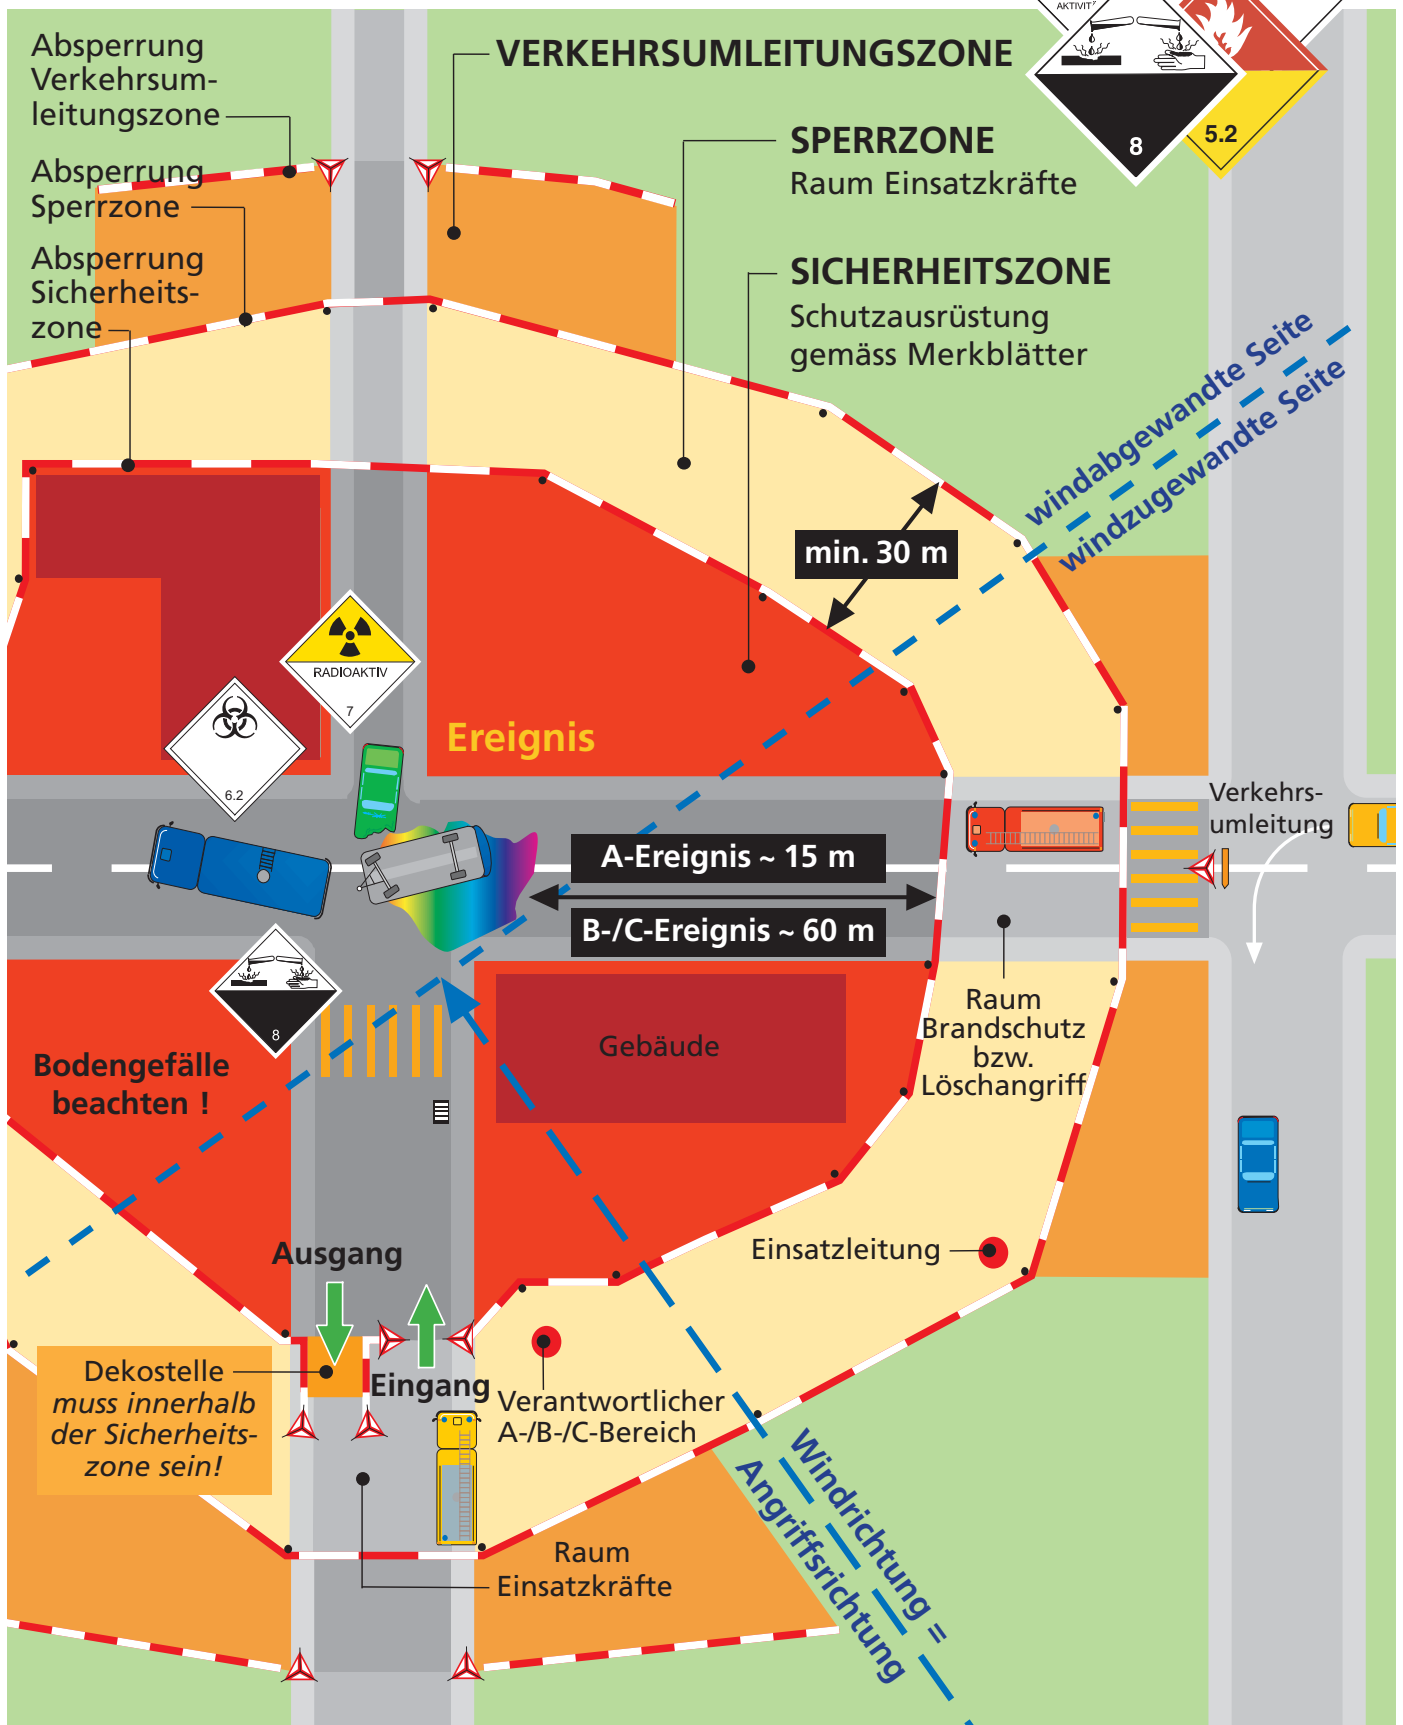 AKTIVIT
8
5.2
Absperrung
Verkehrsum-
leitungszone
VERKEHRSUMLEITUNGSZONE
Absperrung
Sperrzone
SPERRZONE
Raum Einsatzkräfte
Absperrung
Sicherheits-
zone
SICHERHEITSZONE
Schutzausrüstung
gemäss Merkblätter
windabgewandte Seite
windzugewandte Seite
min. 30 m
RADIOAKTIV
7
6.2
Ereignis
Verkehrs-
umleitung
A-Ereignis ~ 15 m
B-/C-Ereignis ~ 60 m
8
Raum
Brandschutz
bzw.
Löschangriff
Gebäude
Bodengefälle
beachten !
Ausgang
Einsatzleitung
Dekostelle
muss innerhalb
der Sicherheits-
zone sein!
Eingang
Verantwortlicher
A-/B-/C-Bereich
Windrichtung =
Angriffsrichtung
Raum
Einsatzkräfte